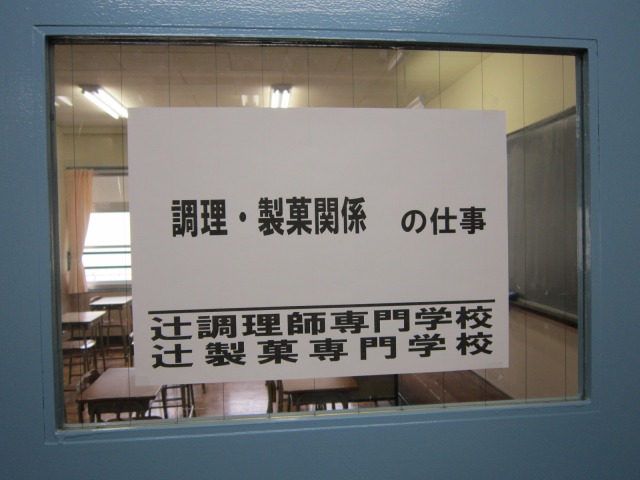 調理・製菓関係 の仕事
辻調理師専門学校
辻製菓専門学校